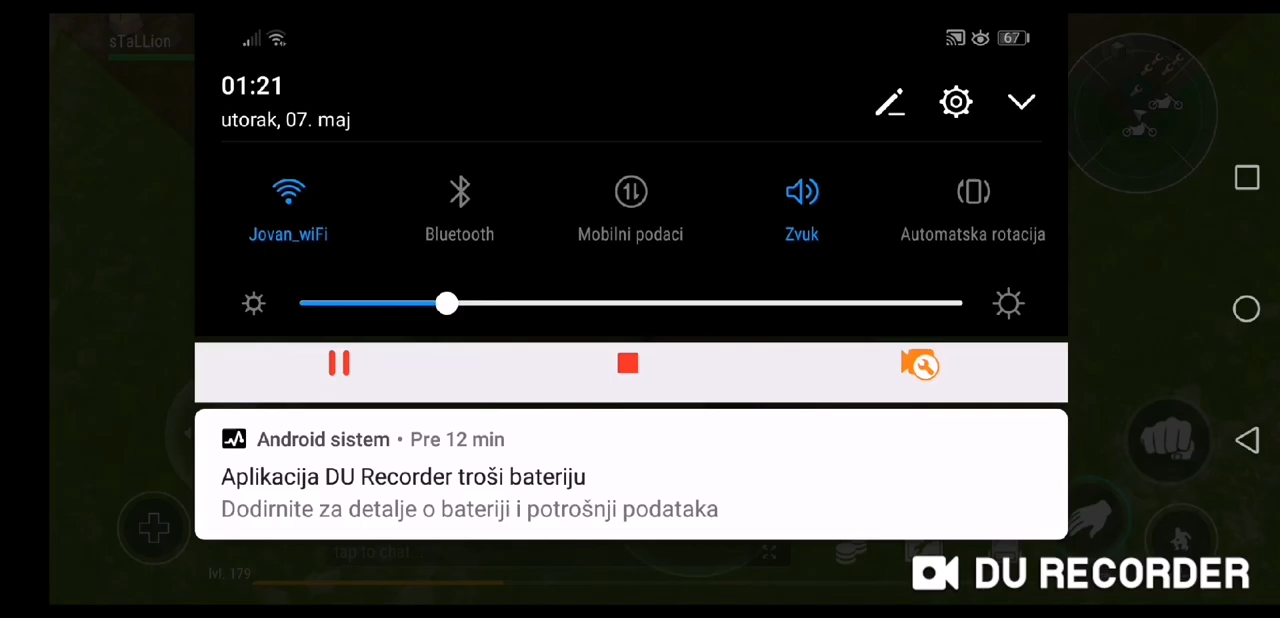 sTaLLion
67
01:21
utorak, 07. maj
Jovan_wiFi
Bluetooth
Mobilni podaci
Zvuk
Automatska rotacija
Android sistem • Pre 12 min
Aplikacija DU Recorder troši bateriju
Dodirnite za detalje o bateriji i potrošnji podataka
Tap to chat...
lvl. 179
DU RECORDER